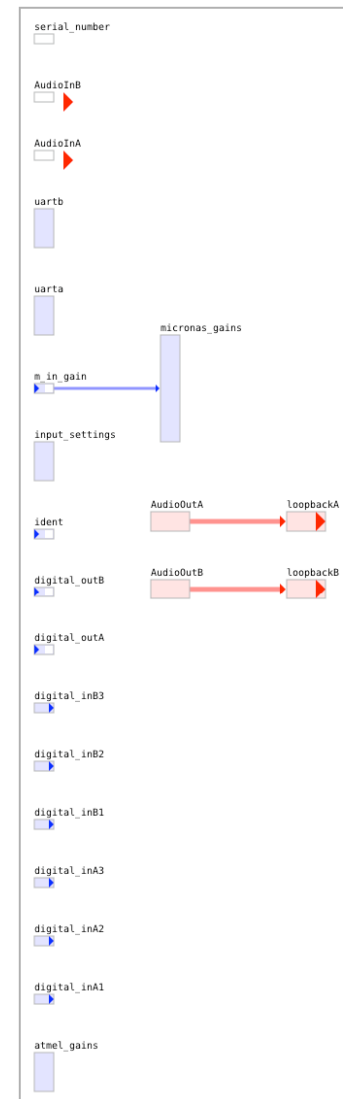 serial_number
AudioInB
AudioInA
uartb
uarta
micronas_gains
m_in_gain
input_settings
AudioOutA
loopbackA
ident
AudioOutB
loopbackB
digital_outB
digital_outA
digital_inB3
digital_inB2
digital_inB1
digital_inA3
digital_inA2
digital_inA1
atmel_gains